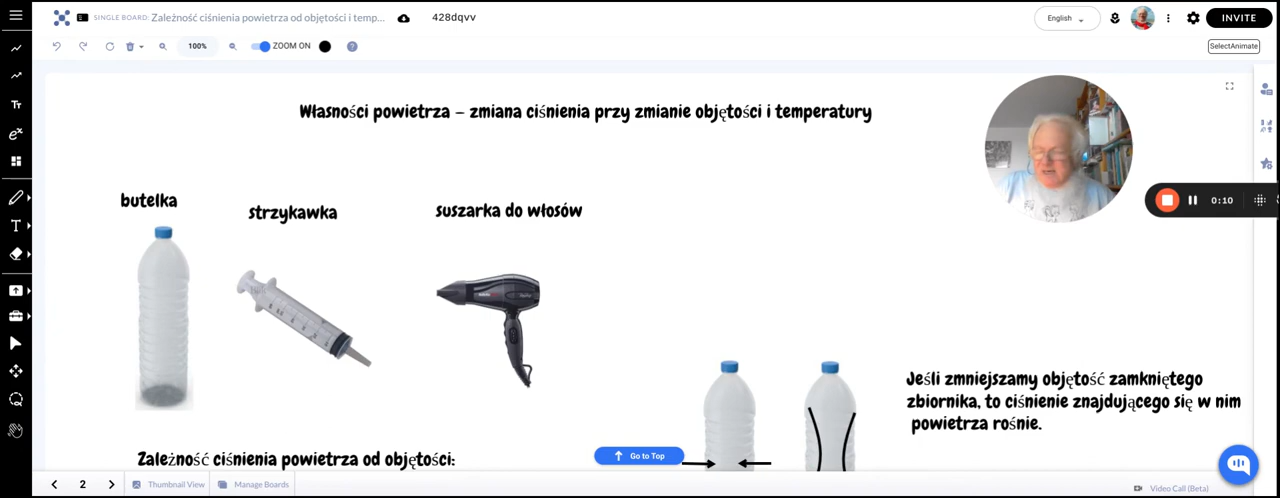 SINGLE BOARD: Zależność ciśnienia powietrza od objętości i temp...
428dqvv
English
INVITE
100%
ZOOM ON
SelectAnimate
Własności powietrza – zmiana ciśnienia przy zmianie objętości i temperatury
butelka
strzykawka
suszarka do włosów
0:10
Jeśli zmniejszamy objętość zamkniętego
zbiornika, to ciśnienie znajdującego się w nim
powietrza rośnie.
Zależność ciśnienia powietrza od objętości:
Go to Top
2
Thumbnail View
Manage Boards
Video Call (Beta)